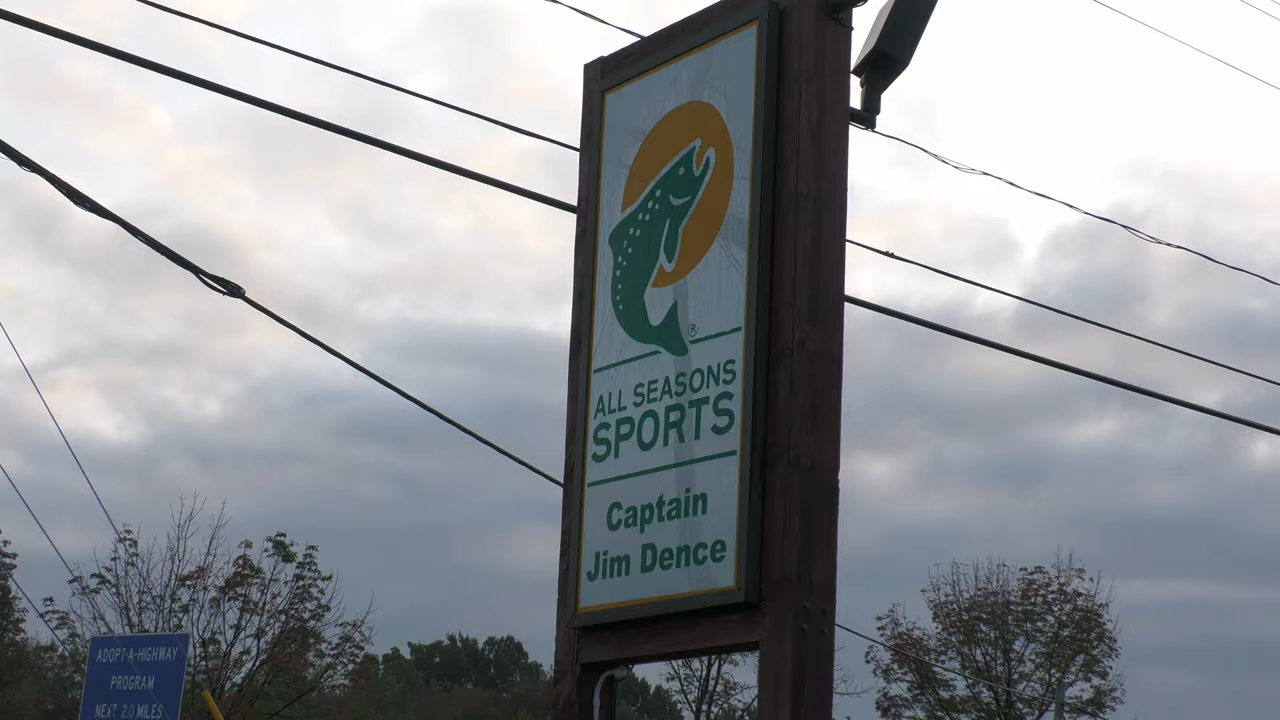 ®
ALL SEASONS
SPORTS
Captain
Jim Dence
ADOPT-A-HIGHWAY
PROGRAM
NEXT 2.0 MILES